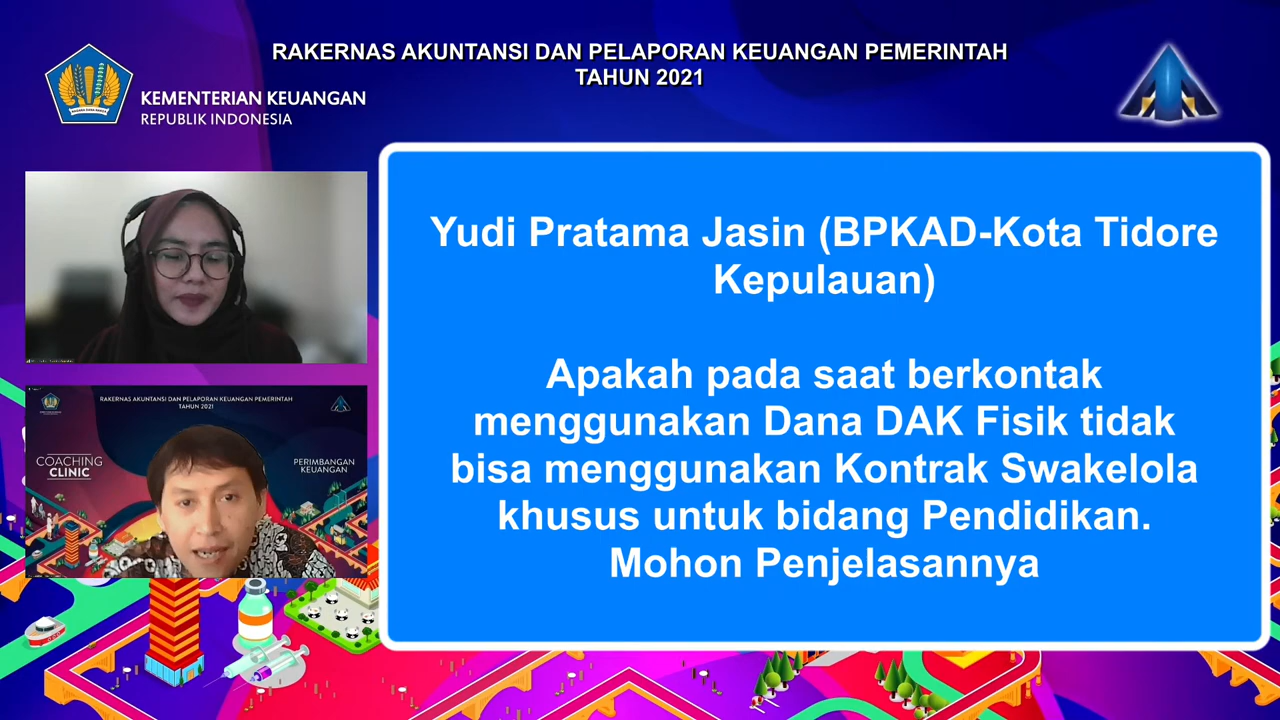 RAKERNAS AKUNTANSI DAN PELAPORAN KEUANGAN PEMERINTAH
TAHUN 2021
KEMENTERIAN KEUANGAN
REPUBLIK INDONESIA
Yudi Pratama Jasin (BPKAD-Kota Tidore
Kepulauan)
Apakah pada saat berkontak
menggunakan Dana DAK Fisik tidak
bisa menggunakan Kontrak Swakelola
khusus untuk bidang Pendidikan.
Mohon Penjelasannya
RAKERNAS AKUNTANSI DAN PELAPORAN KEUANGAN PEMERINTAH
TAHUN 2021
COACHING
CLINIC
PERIMBANGAN
KEUANGAN